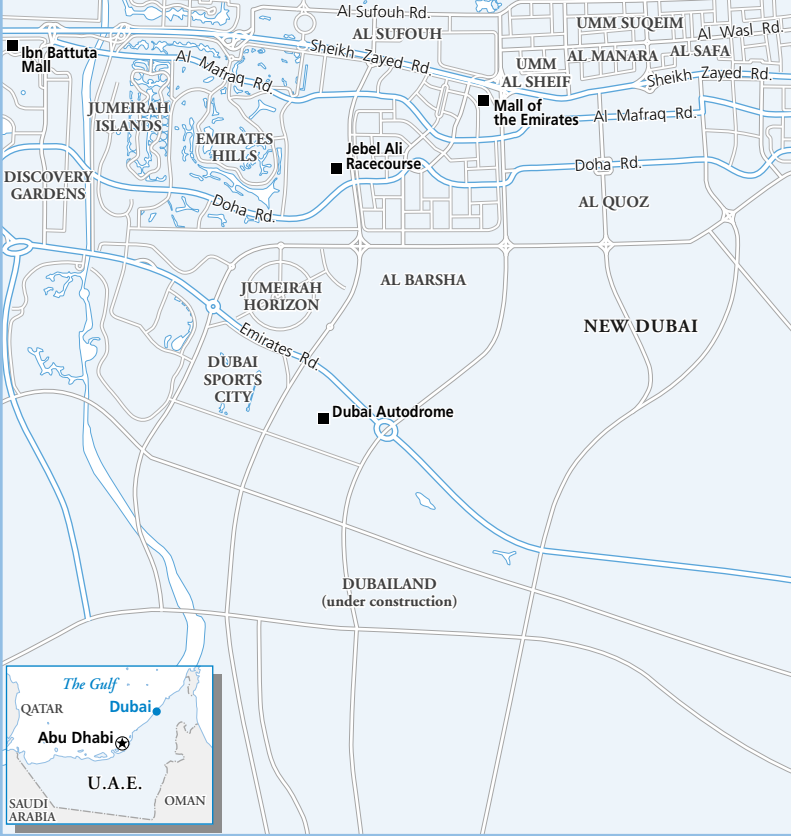 Al Sufouh Rd.
AL SUFOUH
UMM SUQEIM
Al Wasl Rd.
Ibn Battuta
Mall
Al Mafraq Rd.
Sheikh Zayed Rd.
UMM
AL SHEIF
AL MANARA
AL SAFA
Sheikh Zayed Rd.
JUMEIRAH
ISLANDS
Mall of
the Emirates
Al Mafraq Rd.
EMIRATES
HILLS
Jebel Ali
Racecourse
Doha Rd.
DISCOVERY
GARDENS
Doha Rd.
AL QUOZ
AL BARSHA
JUMEIRAH
HORIZON
NEW DUBAI
Emirates Rd.
DUBAI
SPORTS
CITY
Dubai Autodrome
DUBAILAND
(under construction)
The Gulf
QATAR
Dubai
Abu Dhabi
U.A.E.
SAUDI
ARABIA
OMAN